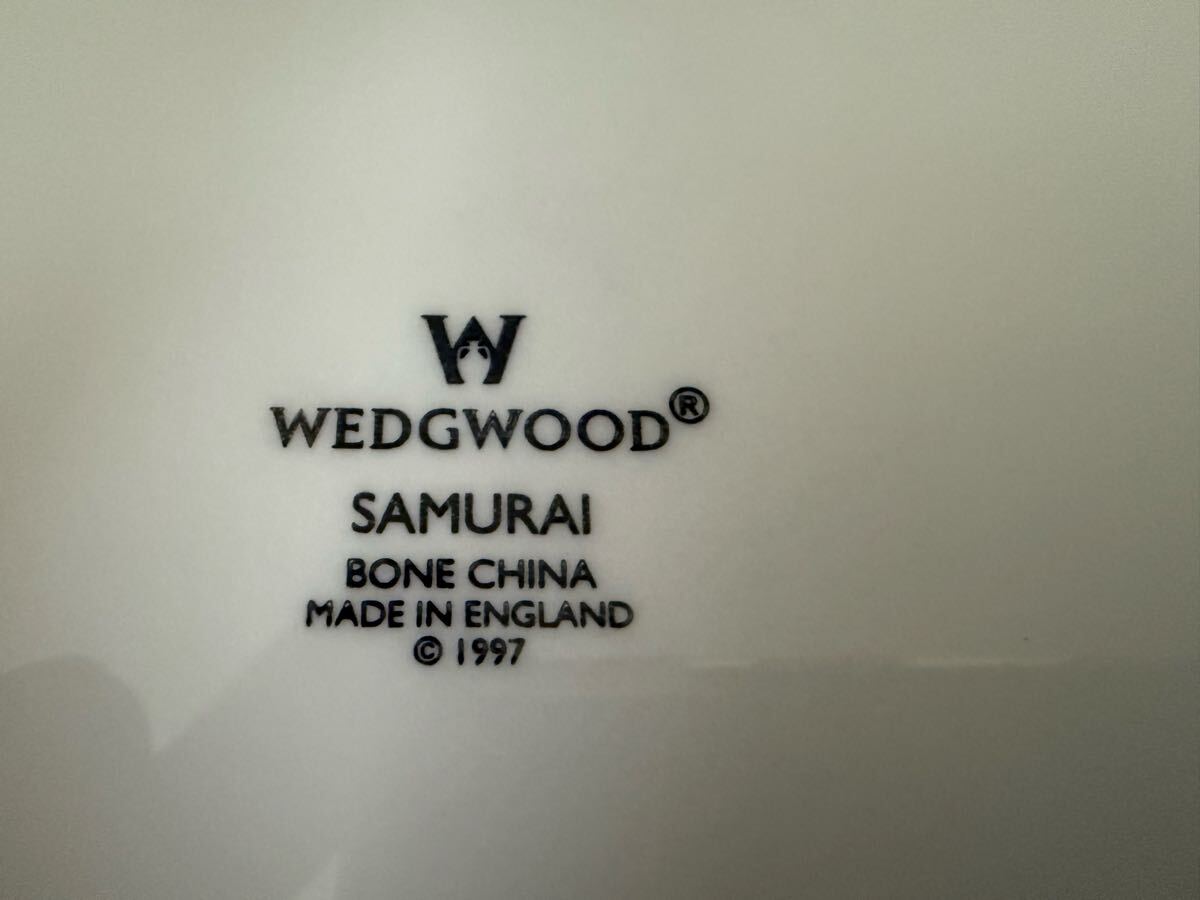 W
WEDGWOOD®
SAMURAI
BONE CHINA
MADE IN ENGLAND
© 1997